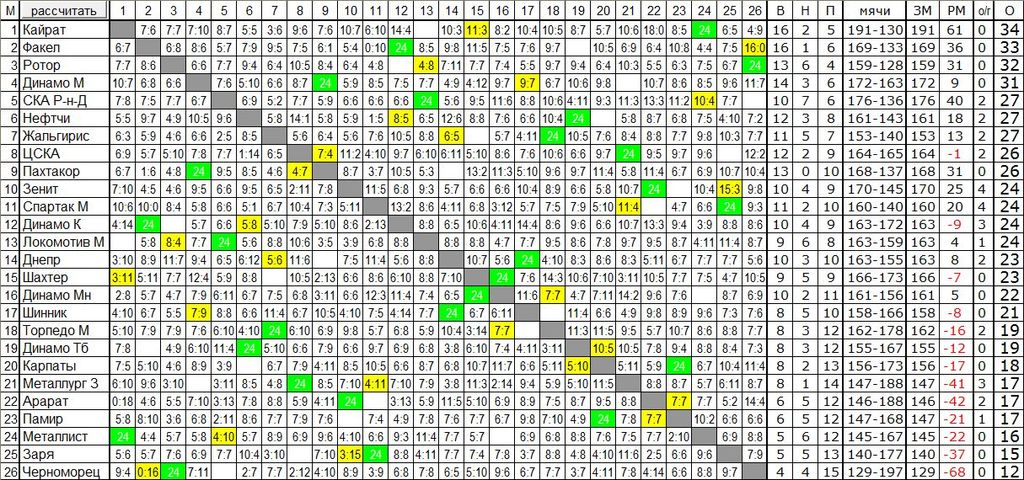 М рассчитать 1 2 3 4 5 6 7 8 9 10 11 12 13 14 15 16 17 18 19 20 21 22 23 24 25 26 В Н П мячи ЗМ РМ о/г О
1 Кайрат 7:6 7:7 7:10 8:7 5:5 3:6 9:6 7:6 10:7 6:10 14:4 10:3 11:3 8:2 10:4 10:5 8:7 5:7 10:6 18:0 8:5 24 6:5 4:9 16 2 5 191-130 191 61 0 34
2 Факел 6:7 6:8 8:6 5:7 7:9 9:5 7:5 6:1 5:4 0:10 24 8:5 9:8 11:5 7:5 7:6 9:7 10:5 6:9 6:4 10:8 4:4 7:5 16:0 16 1 6 169-133 169 36 0 33
3 Ротор 7:7 8:6 6:6 7:7 9:4 6:4 10:5 8:4 6:4 4:8 4:8 7:11 7:7 7:4 5:5 9:7 9:4 6:4 10:3 5:5 6:3 7:5 6:7 24 13 6 4 159-128 159 31 0 32
4 Динамо М 10:7 6:8 6:6 7:6 5:10 6:6 8:7 24 5:9 8:5 6:4 7:5 7:7 4:9 4:12 9:7 9:7 6:7 10:6 9:8 10:7 8:6 8:5 9:6 11:7 14 3 6 172-163 172 9 0 31
5 СКА Р-н-Д 7:8 7:5 7:7 6:7 6:9 5:2 7:7 5:9 6:6 6:6 6:6 24 5:6 9:5 11:6 8:8 10:6 4:11 9:3 11:3 13:3 11:2 10:4 7:7 10 7 6 176-136 176 40 2 27
6 Нефтчи 5:5 9:7 4:9 10:5 9:6 5:8 14:1 5:8 5:9 1:5 8:5 6:5 12:6 8:8 7:6 6:6 10:4 24 5:8 8:7 6:8 7:5 4:10 7:2 12 3 8 161-143 161 18 2 27
7 Жальгирис 6:3 5:9 4:6 6:6 2:5 8:5 5:6 6:4 5:6 7:6 10:5 8:8 6:5 5:7 4:11 24 10:5 7:6 8:4 8:8 7:7 9:8 10:3 7:7 11 5 7 153-140 153 13 2 27
8 ЦСКА 6:9 5:7 5:10 7:8 7:7 1:14 6:5 7:4 11:2 4:10 9:7 6:10 6:11 5:10 8:6 7:6 10:6 6:6 9:7 24 9:5 9:7 9:6 12:2 12 2 9 164-165 164 -1 2 26
9 Пахтакор 6:7 1:6 4:8 24 9:5 8:5 4:6 4:7 8:7 3:7 10:5 5:3 13:2 11:3 5:10 9:6 9:7 11:4 5:8 11:4 13:7 6:9 10:7 10:4 13 0 10 168-137 168 31 0 26
10 Зенит 7:10 4:5 4:6 9:5 6:6 9:5 6:5 2:11 7:8 11:5 6:8 9:3 5:7 6:6 6:6 10:4 8:9 6:6 5:8 10:7 24 10:4 15:3 9:8 10 4 9 170-145 170 25 4 24
11 Спартак М 10:6 10:0 8:4 5:8 6:6 5:1 6:7 10:4 7:3 5:11 13:2 8:6 4:11 6:8 3:12 5:7 7:5 7:9 5:10 11:4 4:7 6:6 24 9:3 11 2 10 160-140 160 20 4 24
12 Динамо К 4:14 24 5:7 6:6 5:8 5:10 7:9 5:10 8:6 2:13 8:8 6:5 10:6 4:11 4:14 8:6 9:9 6:6 7:7 13:3 9:4 3:9 8:8 8:6 10 4 9 163-172 163 -9 3 24
13 Локомотив М 5:8 8:4 7:7 24 5:6 8:8 10:6 3:5 3:9 6:8 8:8 8:8 8:8 4:7 7:7 9:5 8:6 7:8 9:7 9:5 8:7 4:11 4:11 8:7 9 6 8 163-159 163 4 1 24
14 Днепр 3:10 8:9 11:7 9:4 6:5 6:12 5:6 11:6 7:5 11:4 5:6 8:8 10:7 5:6 24 4:10 8:3 8:6 8:3 5:11 6:7 7:7 7:5 6:7 10 3 10 163-155 163 8 2 23
15 Шахтер 3:11 5:11 7:7 12:4 5:9 8:8 10:5 2:13 6:6 8:6 6:10 8:8 7:10 24 7:6 14:3 10:6 7:10 3:11 10:5 7:7 7:5 4:7 9:10 10:5 9 5 9 166-173 166 -7 0 23
16 Динамо Мн 2:8 5:7 4:7 7:9 6:11 6:7 7:5 6:8 3:11 6:6 12:3 11:4 7:4 6:5 24 11:6 7:7 4:7 7:11 14:2 9:6 7:6 8:7 6:9 10 2 11 161-156 161 5 0 22
17 Шинник 4:10 6:7 5:5 7:9 8:8 6:6 11:4 6:7 10:5 4:10 7:5 4:14 7:7 24 6:7 6:11 11:4 6:6 4:9 9:8 8:9 9:6 7:3 9:6 8 5 10 158-166 158 -8 0 21
18 Торпедо М 5:10 7:9 7:9 7:6 6:10 4:10 24 6:10 6:9 9:8 5:7 6:8 5:9 10:4 3:14 7:7 11:3 11:5 9:5 5:7 10:7 8:6 8:8 7:7 8 3 12 162-178 162 -16 2 19
19 Динамо Тб 7:8 4:9 6:10 11:4 24 5:10 6:6 7:9 6:6 9:7 6:9 6:8 3:8 6:10 7:4 4:11 3:11 10:5 10:5 7:8 9:4 8:8 8:4 7:3 8 3 12 155-167 155 -12 0 19
20 Карпаты 7:5 5:10 4:6 8:9 3:9 6:7 7:9 4:11 8:5 10:5 6:6 8:7 3:8 10:7 11:7 6:6 5:11 5:10 5:11 5:9 24 6:7 10:4 11:4 8 2 13 156-173 156 -17 0 18
21 Металлург З 6:10 9:6 3:10 3:11 8:5 4:8 24 8:5 7:10 4:11 7:10 7:9 3:8 11:3 2:14 9:4 5:9 5:10 11:5 8:8 8:7 5:7 6:11 8:7 8 1 14 147-188 147 -41 3 17
22 Арарат 0:18 4:6 5:5 7:10 3:13 7:8 8:8 5:9 4:11 24 3:13 5:9 11:5 5:10 6:9 8:9 7:5 8:7 5:11 8:8 7:7 7:7 5:2 14:4 6 5 12 146-188 146 -42 2 17
23 Памир 5:8 8:10 3:6 6:8 2:11 8:6 7:7 7:9 7:6 7:4 4:9 7:8 7:6 5:7 6:7 9:8 7:10 4:9 24 7:8 7:7 10:2 6:6 6:6 6 5 12 147-168 147 -21 1 17
24 Металлист 24 4:4 5:7 5:8 4:10 5:7 8:9 6:9 9:6 4:10 6:6 9:3 11:4 7:7 5:7 6:9 6:8 8:8 7:6 7:5 7:7 2:10 9:9 8:8 5 6 12 145-167 145 -22 0 16
25 Заря 5:6 5:7 7:6 6:9 7:7 10:4 3:10 7:10 3:15 24 8:8 4:11 7:7 7:4 7:8 3:7 8:8 4:8 4:10 6:11 2:5 6:6 9:9 7:9 5 5 13 140-177 140 -37 0 15
26 Черноморец 9:4 0:16 24 7:11 2:7 7:7 2:12 4:10 8:9 3:9 6:8 7:8 7:6 5:10 9:6 6:7 7:7 3:7 4:11 7:8 4:14 6:6 8:8 9:7 4 4 15 129-197 129 -68 0 12